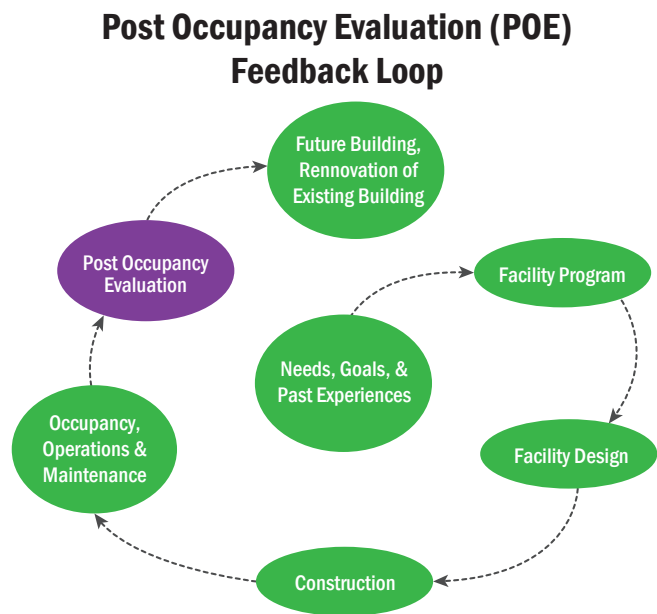 Post Occupancy Evaluation (POE)
Feedback Loop
Future Building,
Rennovation of
Existing Building
Post Occupancy
Evaluation
Facility Program
Needs, Goals, &
Past Experiences
Occupancy,
Operations &
Maintenance
Facility Design
Construction